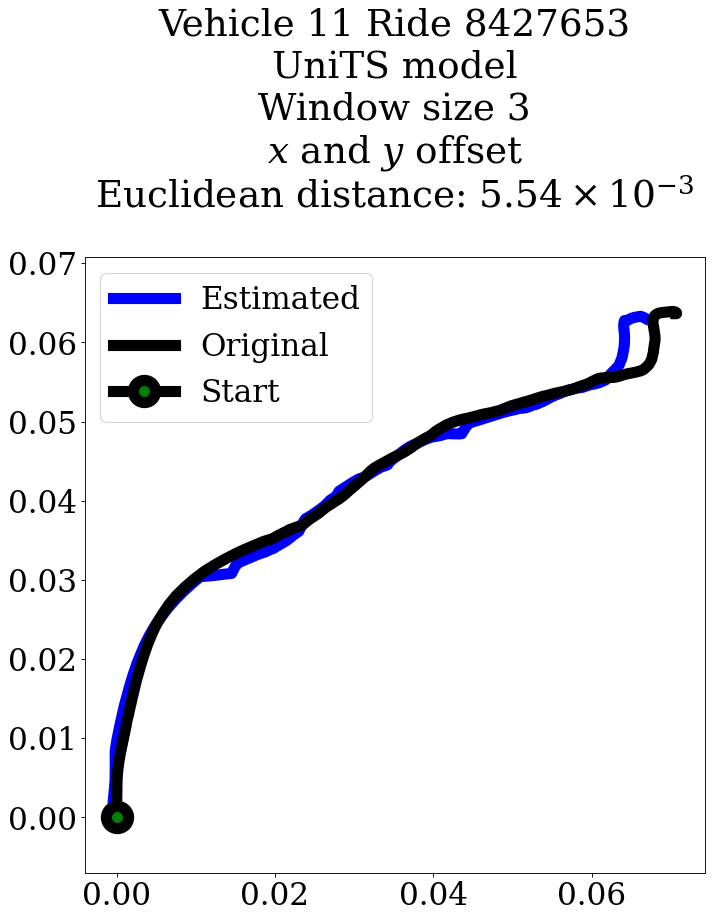 Vehicle 11 Ride 8427653
UniTS model
Window size 3
x and y offset
Euclidean distance: 5.54 × 10⁻³
0.07
0.06
0.05
0.04
0.03
0.02
0.01
0.00
Estimated
Original
Start
0.00 0.02 0.04 0.06